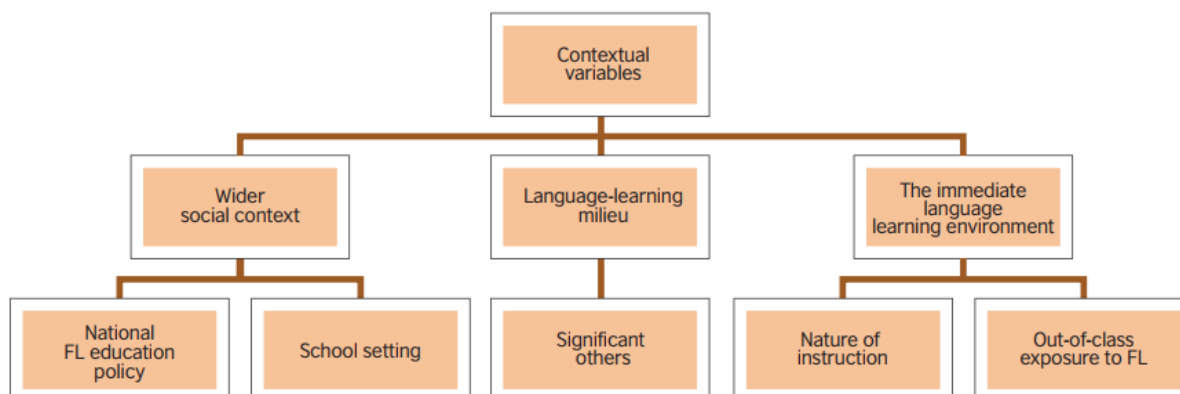 Contextual
variables
Wider
social context
Language-learning
milieu
The immediate
language
learning environment
National
FL education
policy
School setting
Significant
others
Nature of
instruction
Out-of-class
exposure to FL